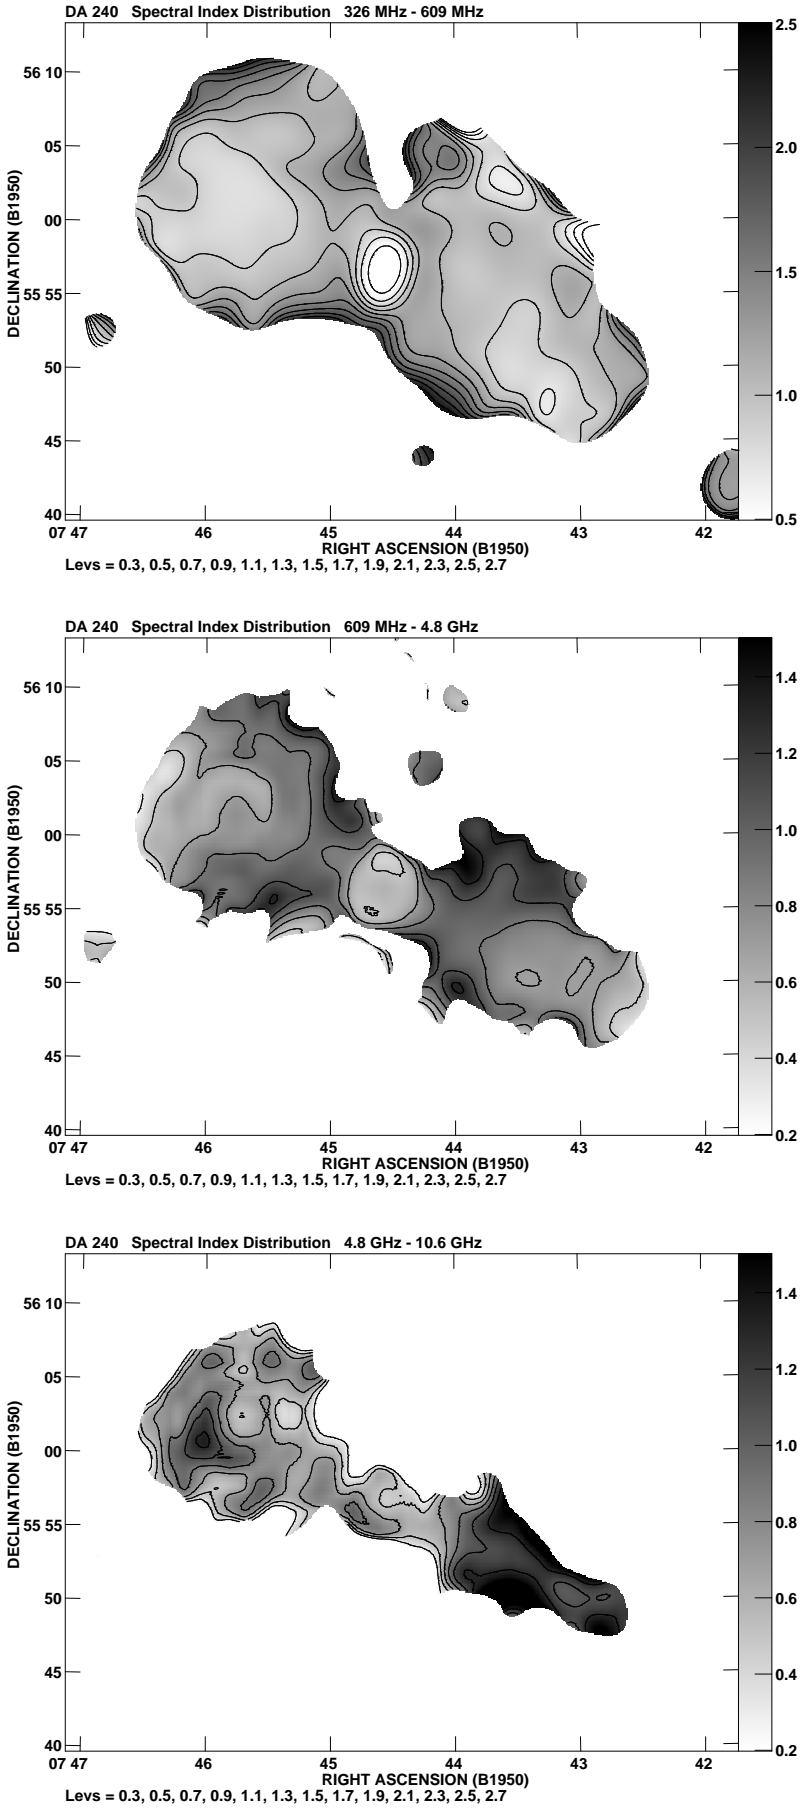 DA 240 Spectral Index Distribution 326 MHz - 609 MHz
2.5
56 10
05
2.0
00
DECLINATION (B1950)
1.5
55 55
50
1.0
45
40
0.5
07 47 46 45 44 43 42
RIGHT ASCENSION (B1950)
Levs = 0.3, 0.5, 0.7, 0.9, 1.1, 1.3, 1.5, 1.7, 1.9, 2.1, 2.3, 2.5, 2.7
DA 240 Spectral Index Distribution 609 MHz - 4.8 GHz
56 10
1.4
05
1.2
00
1.0
DECLINATION (B1950)
55 55
0.8
50
0.6
45
0.4
40
0.2
07 47 46 45 44 43 42
RIGHT ASCENSION (B1950)
Levs = 0.3, 0.5, 0.7, 0.9, 1.1, 1.3, 1.5, 1.7, 1.9, 2.1, 2.3, 2.5, 2.7
DA 240 Spectral Index Distribution 4.8 GHz - 10.6 GHz
56 10
1.4
05
1.2
00
1.0
DECLINATION (B1950)
55 55
0.8
50
0.6
45
0.4
40
0.2
07 47 46 45 44 43 42
RIGHT ASCENSION (B1950)
Levs = 0.3, 0.5, 0.7, 0.9, 1.1, 1.3, 1.5, 1.7, 1.9, 2.1, 2.3, 2.5, 2.7